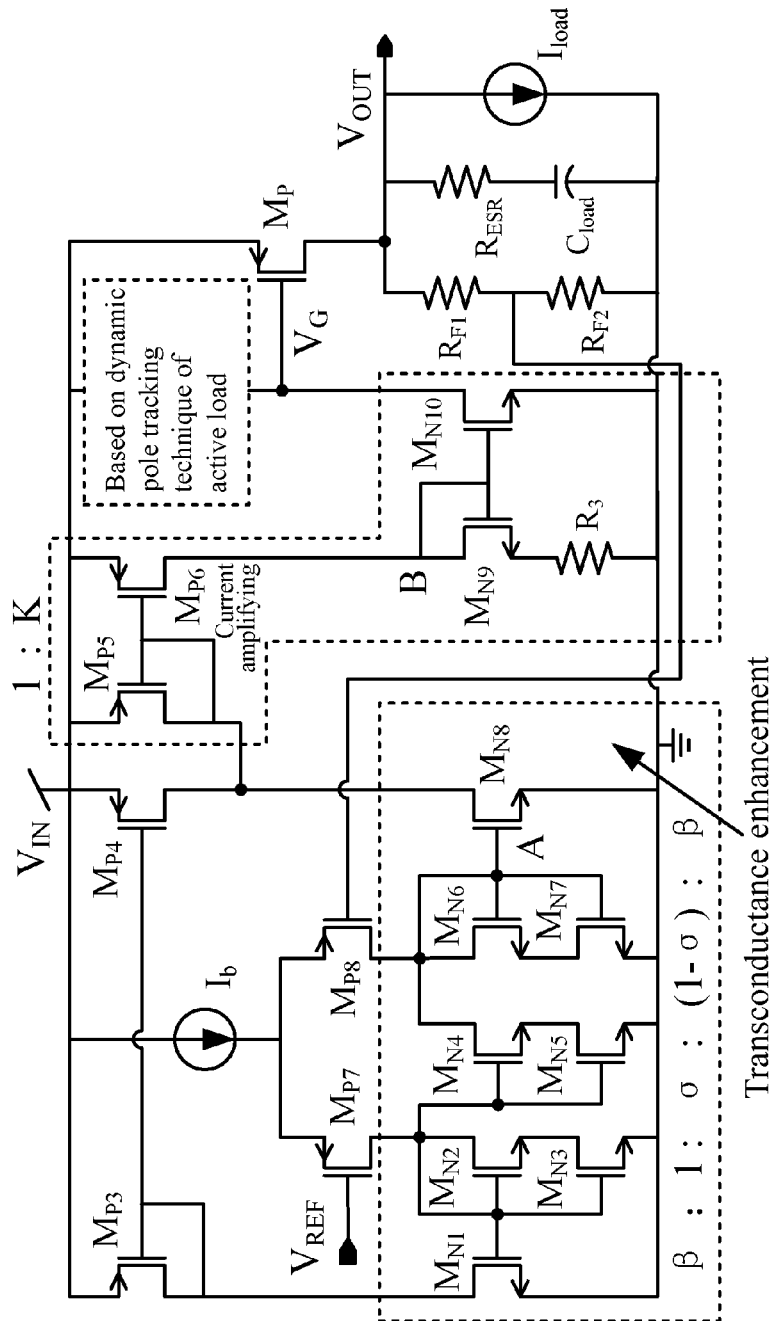 1 : K
V_IN
M_P3
M_P4
M_P5
M_P6
Current
amplifying
Based on dynamic
pole tracking
technique of
active load
M_P
V_G
V_OUT
I_load
I_b
V_REF
M_P7
M_P8
B
M_N9
M_N10
R_3
R_F1
R_F2
R_ESR
C_load
M_N1
M_N2
M_N3
M_N4
M_N5
M_N6
M_N7
A
M_N8
β : 1 : σ : (1- σ) : β
Transconductance enhancement